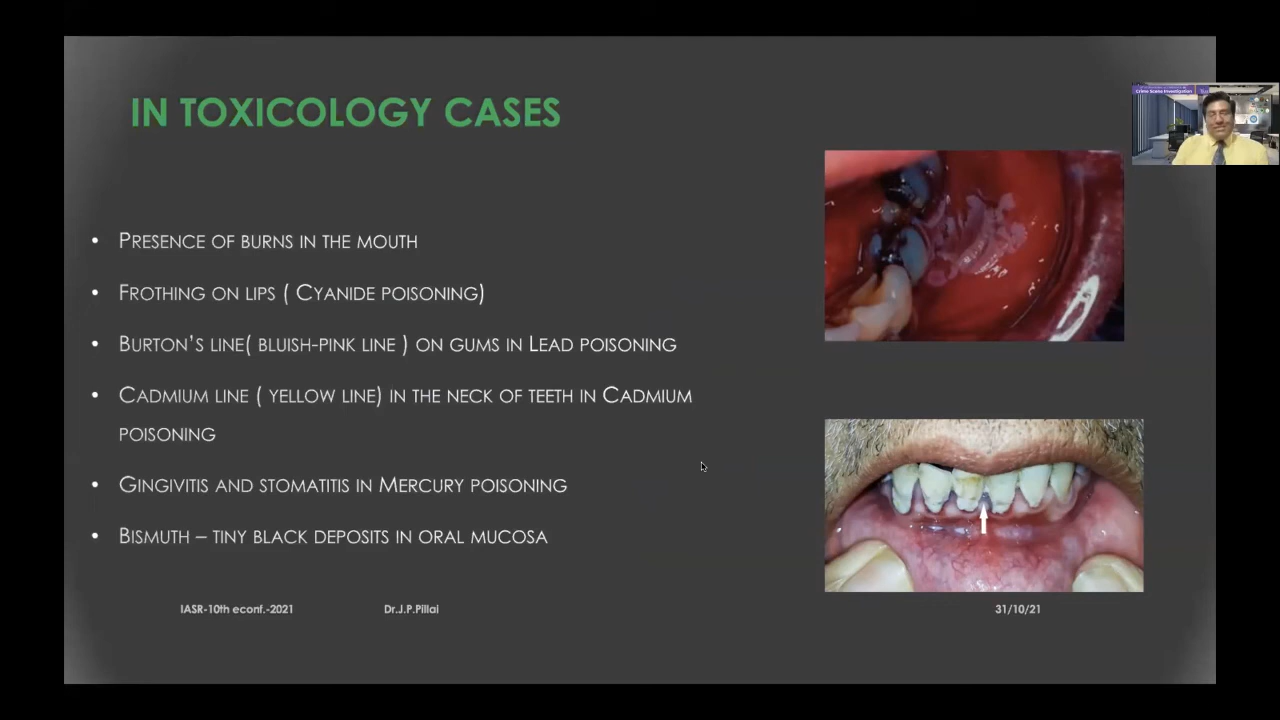 IN TOXICOLOGY CASES
Crime Scene Investigation
• PRESENCE OF BURNS IN THE MOUTH
• FROTHING ON LIPS ( CYANIDE POISONING)
• BURTON'S LINE( BLUISH-PINK LINE ) ON GUMS IN LEAD POISONING
• CADMIUM LINE ( YELLOW LINE) IN THE NECK OF TEETH IN CADMIUM
POISONING
• GINGIVITIS AND STOMATITIS IN MERCURY POISONING
• BISMUTH – TINY BLACK DEPOSITS IN ORAL MUCOSA
IASR-10th econf.-2021 Dr.J.P.Pillai 31/10/21